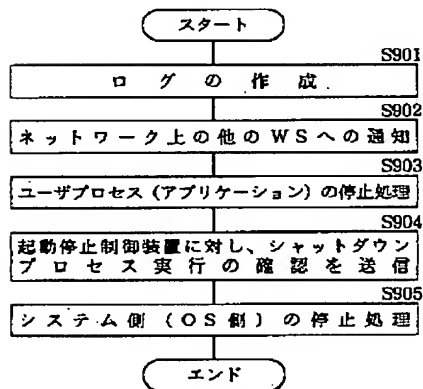 スタート
S901
ログの作成
S902
ネットワーク上の他のWSへの通知
S903
ユーザプロセス（アプリケーション）の停止処理
S904
起動停止制御装置に対し、シャットダウン
プロセス実行の確認を送信
S905
システム側（OS側）の停止処理
エンド